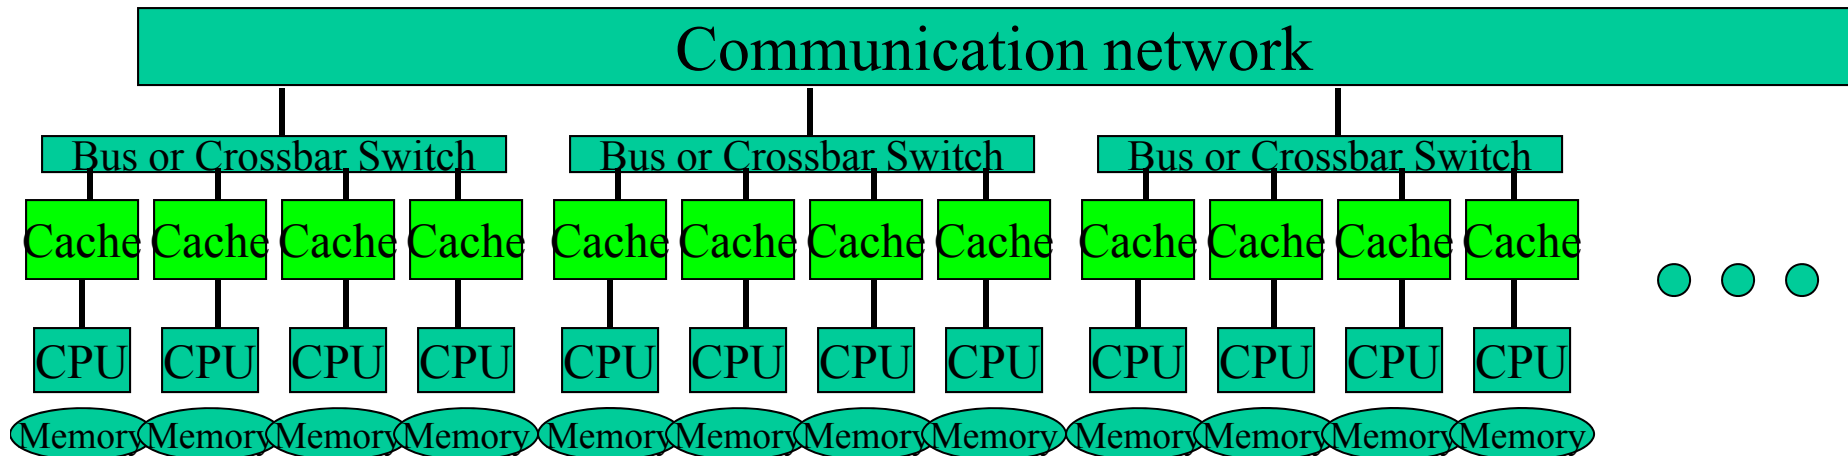 Communication network
Bus or Crossbar Switch Bus or Crossbar Switch Bus or Crossbar Switch
Cache Cache Cache Cache Cache Cache Cache Cache Cache Cache Cache Cache
CPU CPU CPU CPU CPU CPU CPU CPU CPU CPU CPU CPU
Memory Memory Memory Memory Memory Memory Memory Memory Memory Memory Memory Memory